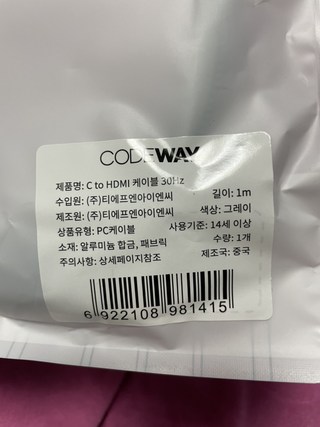 CODEWAY
제품명: C to HDMI 케이블 30Hz
수입원: (주)티에프엔아이엔씨 길이: 1m
제조원: (주)티에프엔아이엔씨 색상: 그레이
상품유형: PC케이블 사용기준: 14세 이상
소재: 알루미늄 합금, 패브릭 수량: 1개
주의사항: 상세페이지참조 제조국: 중국
6 922108 981415